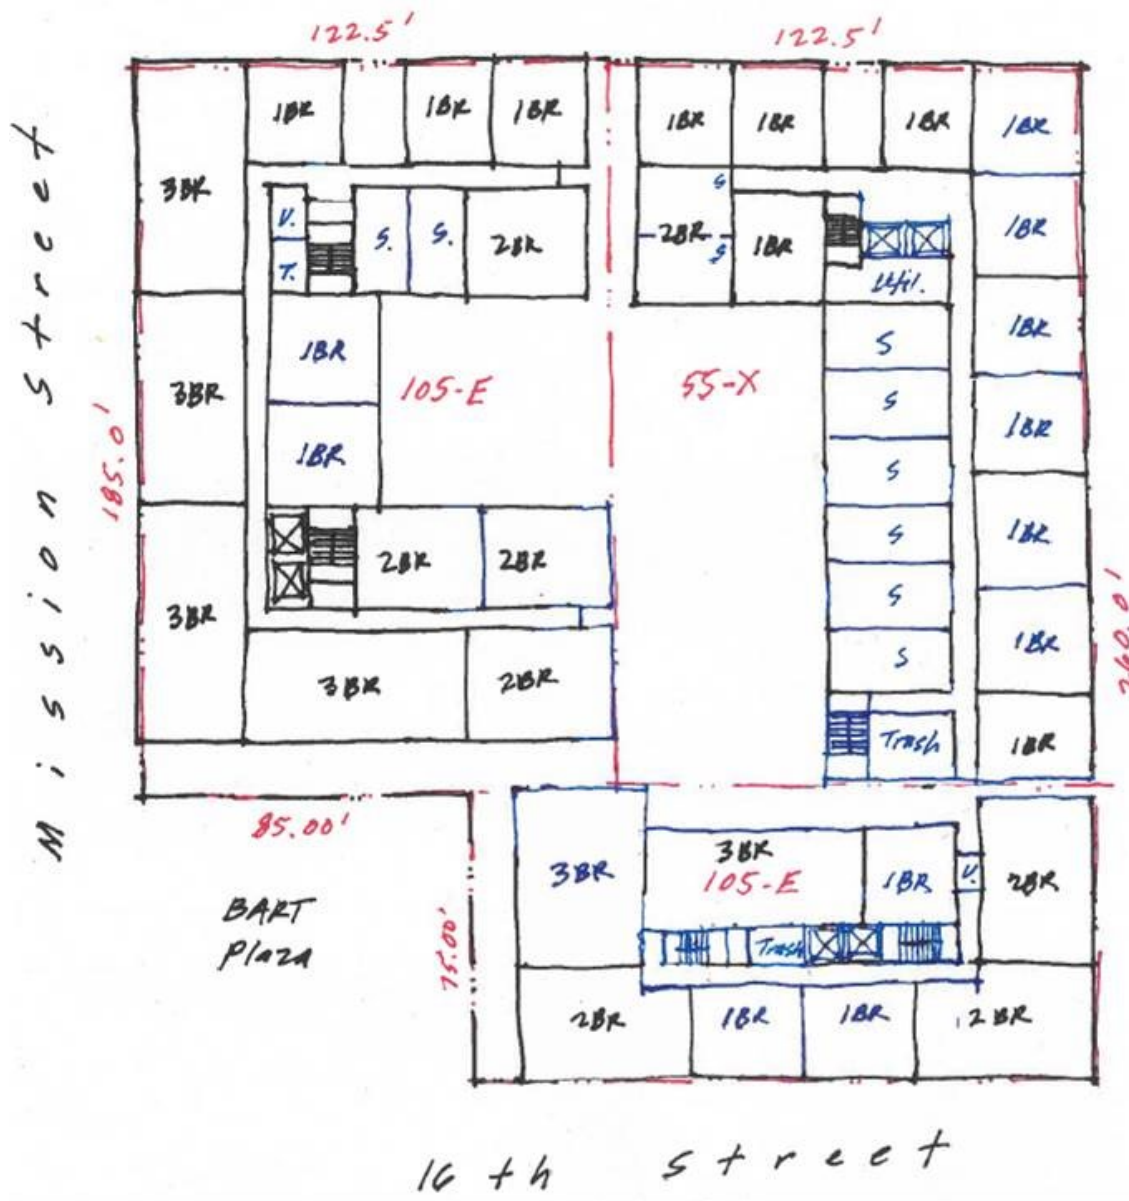 122.5' 122.5'
1BR 1BR 1BR 1BR 1BR 1BR 1BR
3BR V. S. S. 2BR 2BR S S 1BR 1BR
T. Util.
1BR S 1BR
3BR 105-E 55-X S
1BR S 1BR
185.0'
2BR 2BR S 1BR
3BR S 1BR
3BR 2BR S
Trash 1BR
260.0'
Mission Street
85.00'
3BR 3BR 1BR V. 2BR
105-E
BART
Plaza
75.00'
Trash
2BR 1BR 1BR 2BR
16th Street